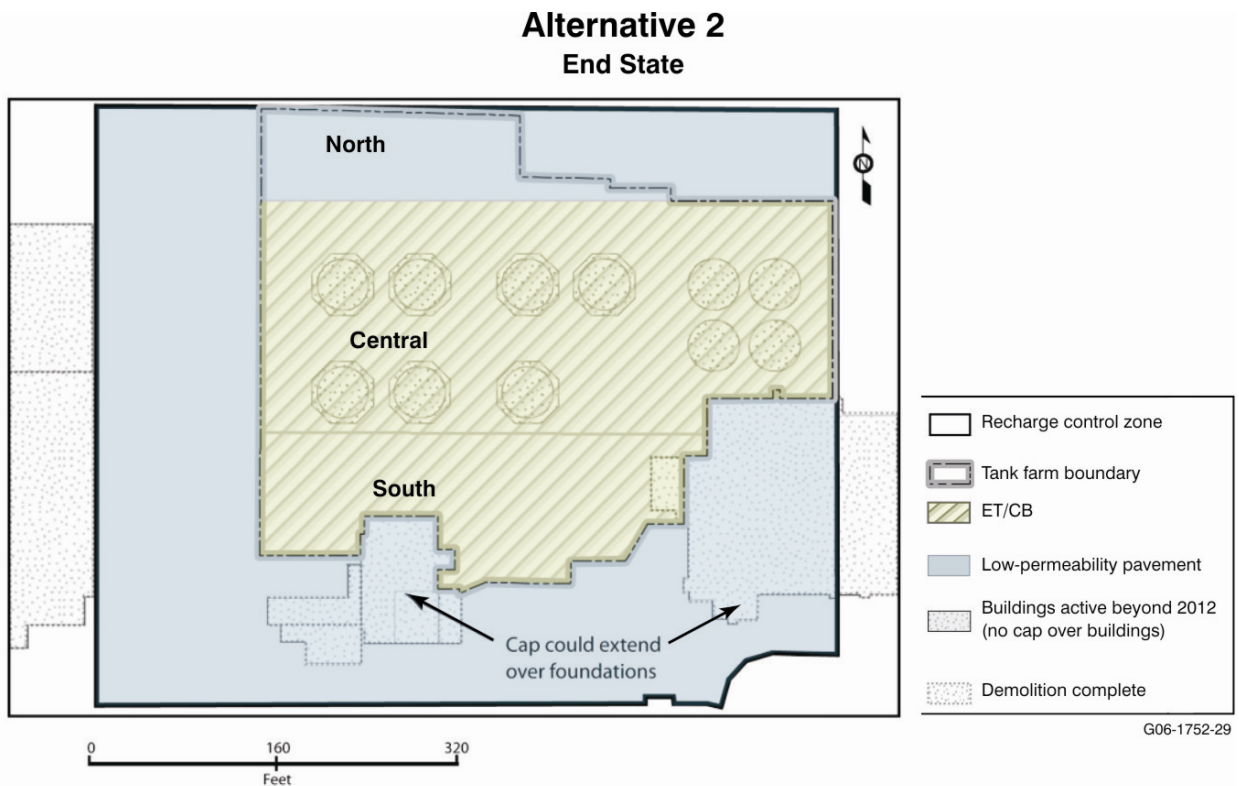 Alternative 2
End State
North
N
Central
South
Cap could extend
over foundations
Recharge control zone
Tank farm boundary
ET/CB
Low-permeability pavement
Buildings active beyond 2012
(no cap over buildings)
Demolition complete
G06-1752-29
0 160 320
Feet